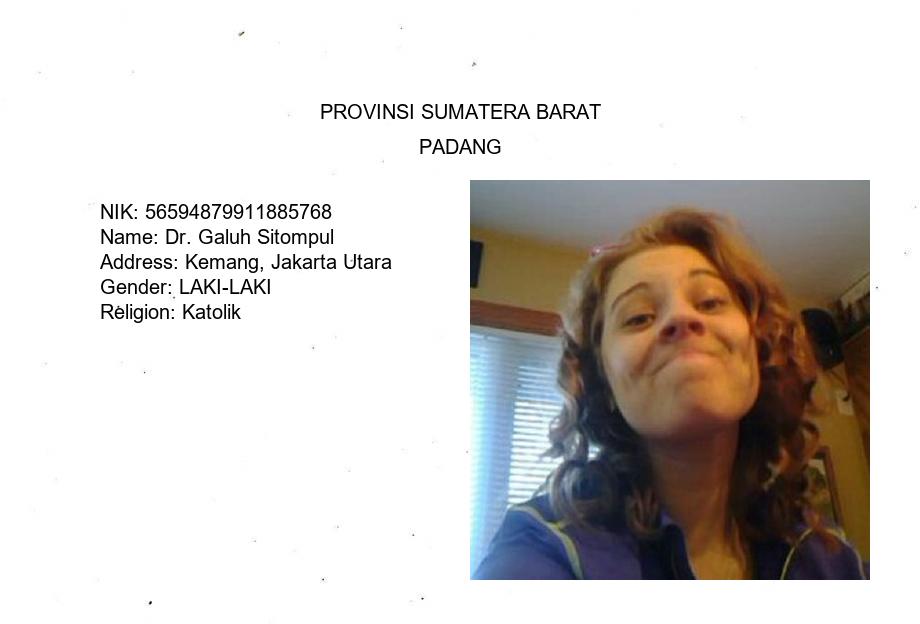 PROVINSI SUMATERA BARAT
PADANG
NIK: 56594879911885768
Name: Dr. Galuh Sitompul
Address: Kemang, Jakarta Utara
Gender: LAKI-LAKI
Religion: Katolik